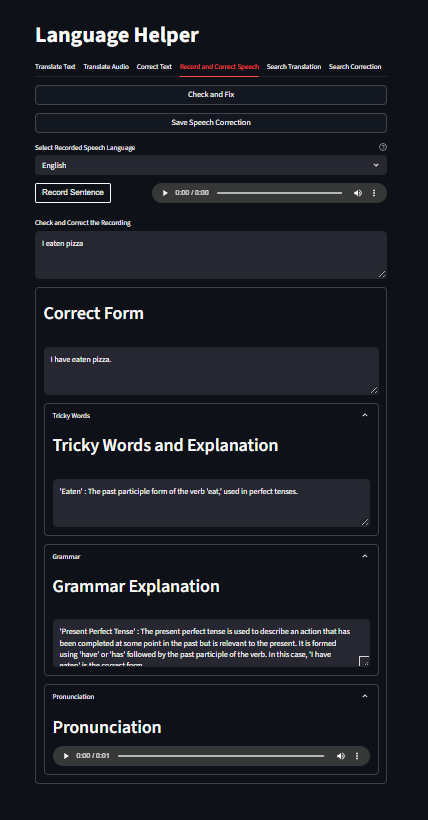 Language Helper
Translate Text Translate Audio Correct Text Record and Correct Speech Search Translation Search Correction
Check and Fix
Save Speech Correction
Select Recorded Speech Language
English
Record Sentence 0:00 / 0:00
Check and Correct the Recording
I eaten pizza
Correct Form
I have eaten pizza.
Tricky Words
Tricky Words and Explanation
'Eaten' : The past participle form of the verb 'eat,' used in perfect tenses.
Grammar
Grammar Explanation
'Present Perfect Tense' : The present perfect tense is used to describe an action that has
been completed at some point in the past but is relevant to the present. It is formed
using 'have' or 'has' followed by the past participle of the verb. In this case, 'I have
eaten' is the correct form.
Pronunciation
Pronunciation
0:00 / 0:01